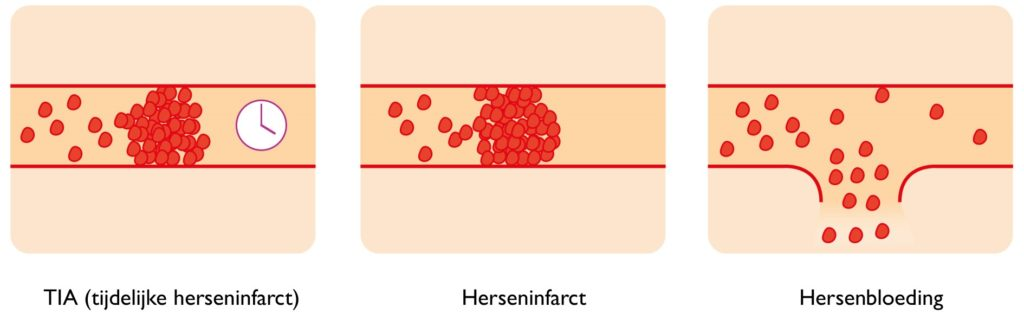 TIA (tijdelijke herseninfarct)
Herseninfarct
Hersenbloeding